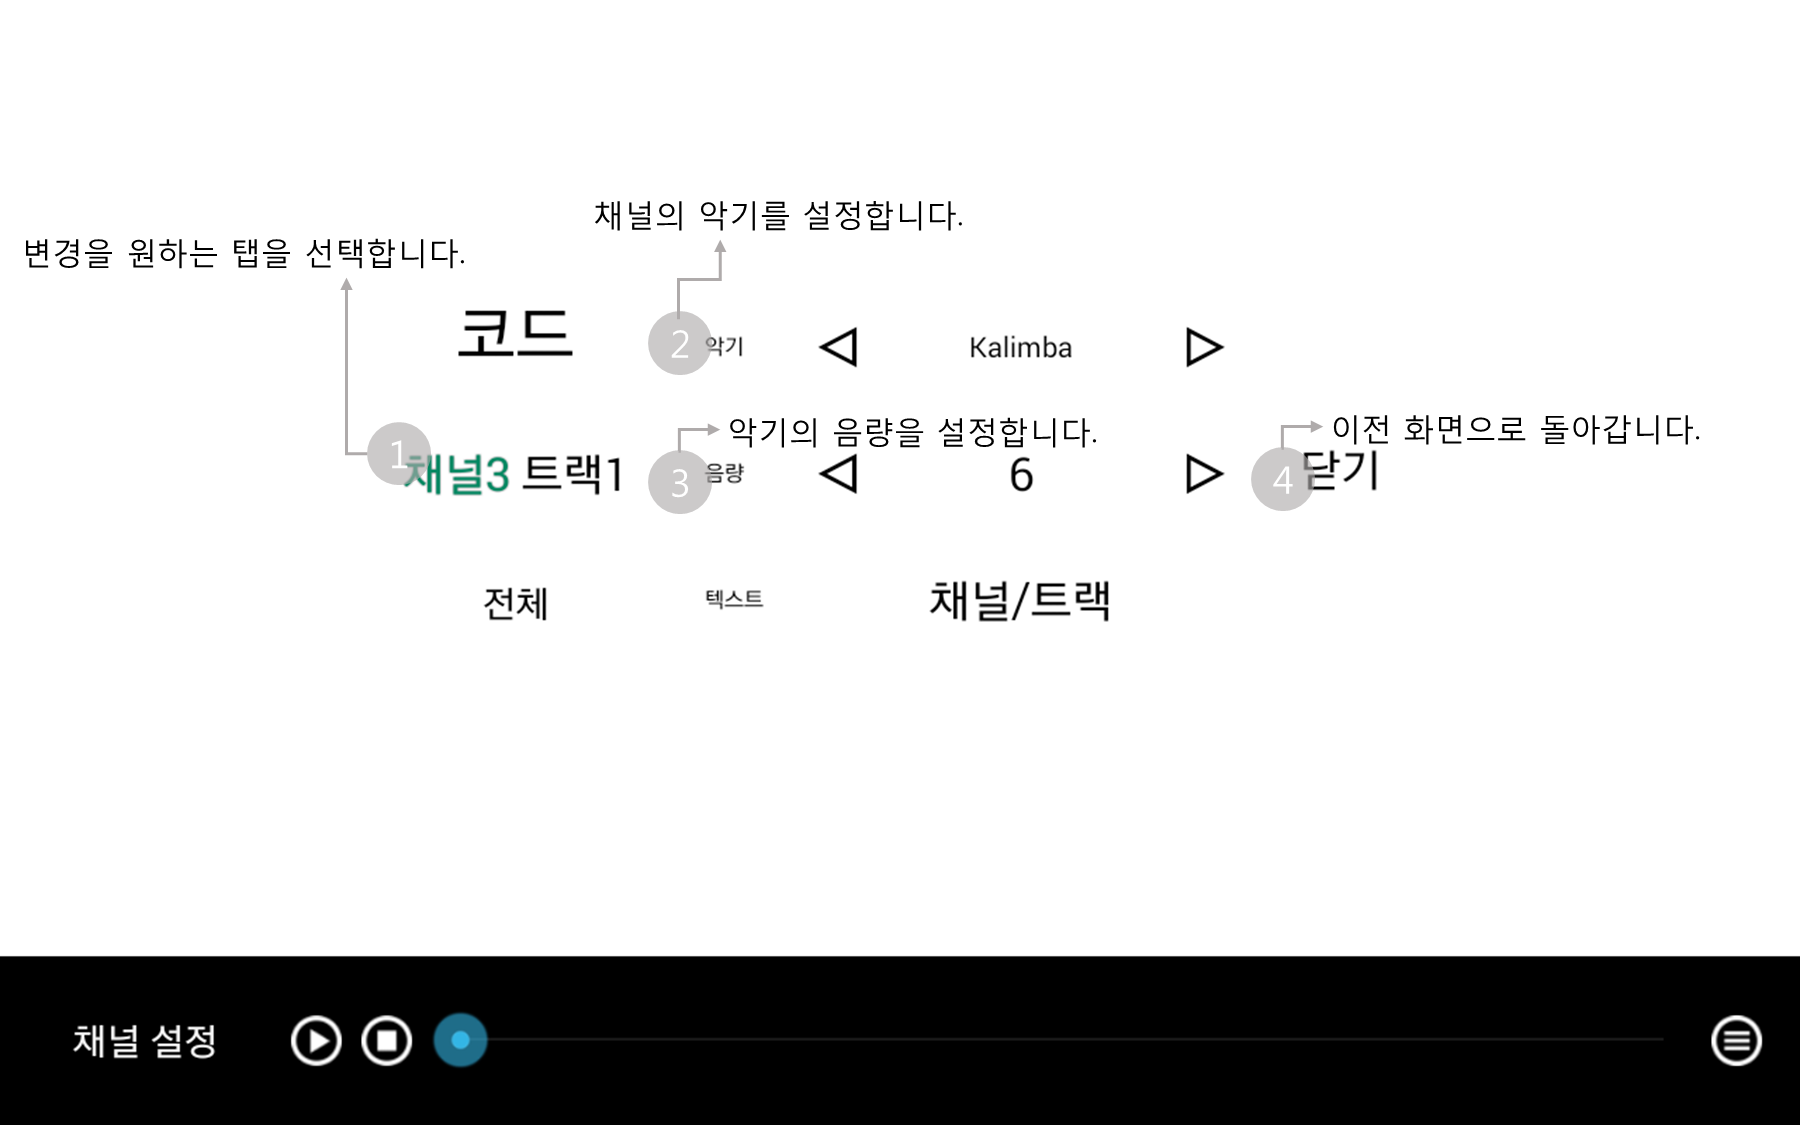 채널의 악기를 설정합니다.
변경을 원하는 탭을 선택합니다.
코드
2 악기 Kalimba
악기의 음량을 설정합니다.
이전 화면으로 돌아갑니다.
1 채널3 트랙1
3 음량 6
4 닫기
전체 텍스트 채널/트랙
채널 설정